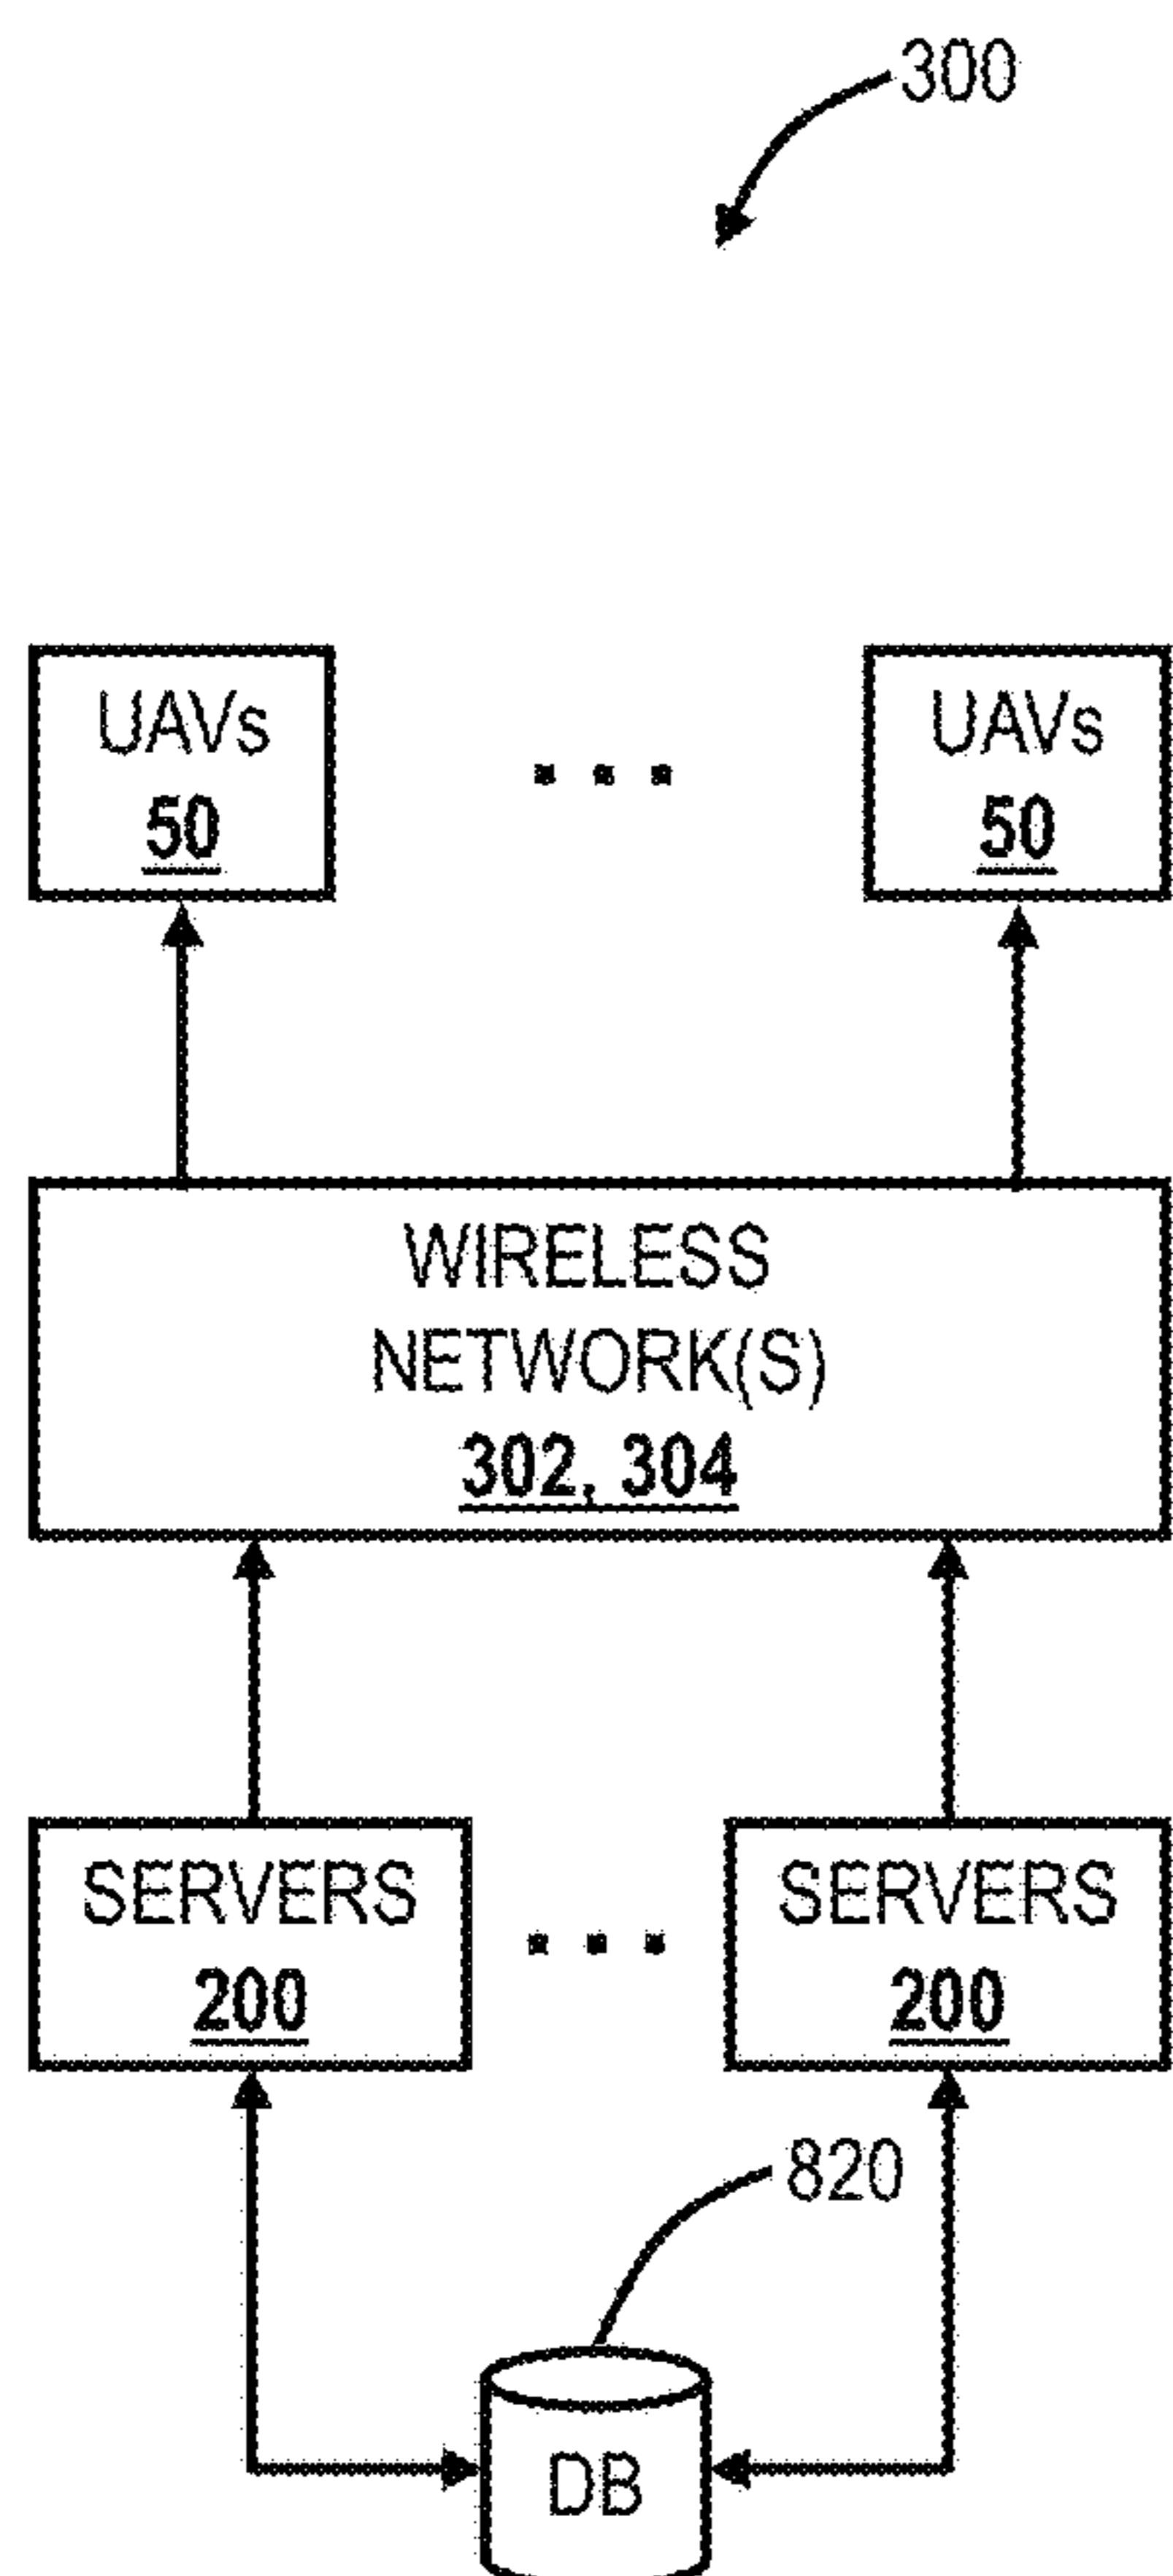 300
UAVs
50
UAVs
50
WIRELESS
NETWORK(S)
302, 304
SERVERS
200
SERVERS
200
820
DB